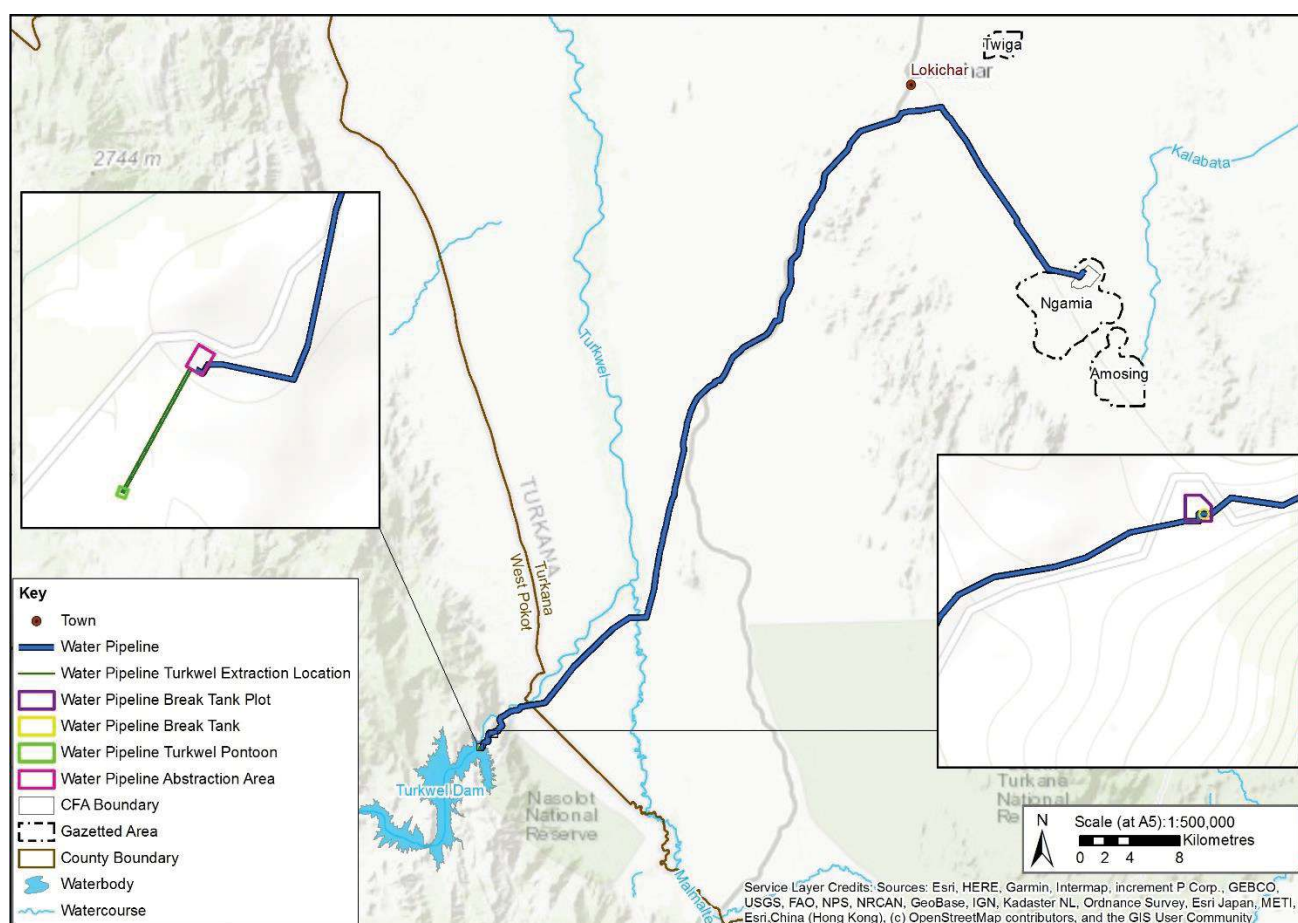 Twiga
Lokichar
2744 m
Kalabata
Ngamia
Amosing
Turkwel
TURKANA
Turkana
West Pokot
Turkwel Dam
Nasolot
National
Reserve
Malmalte
Turkana
National
Key
Town
Water Pipeline
Water Pipeline Turkwel Extraction Location
Water Pipeline Break Tank Plot
Water Pipeline Break Tank
Water Pipeline Turkwel Pontoon
Water Pipeline Abstraction Area
CFA Boundary
Gazetted Area
County Boundary
Waterbody
Watercourse
N
Scale (at A5):1:500,000
Kilometres
0 2 4 8
Service Layer Credits: Sources: Esri, HERE, Garmin, Intermap, increment P Corp., GEBCO,
USGS, FAO, NPS, NRCAN, GeoBase, IGN, Kadaster NL, Ordnance Survey, Esri Japan, METI,
Esri China (Hong Kong), (c) OpenStreetMap contributors, and the GIS User Community